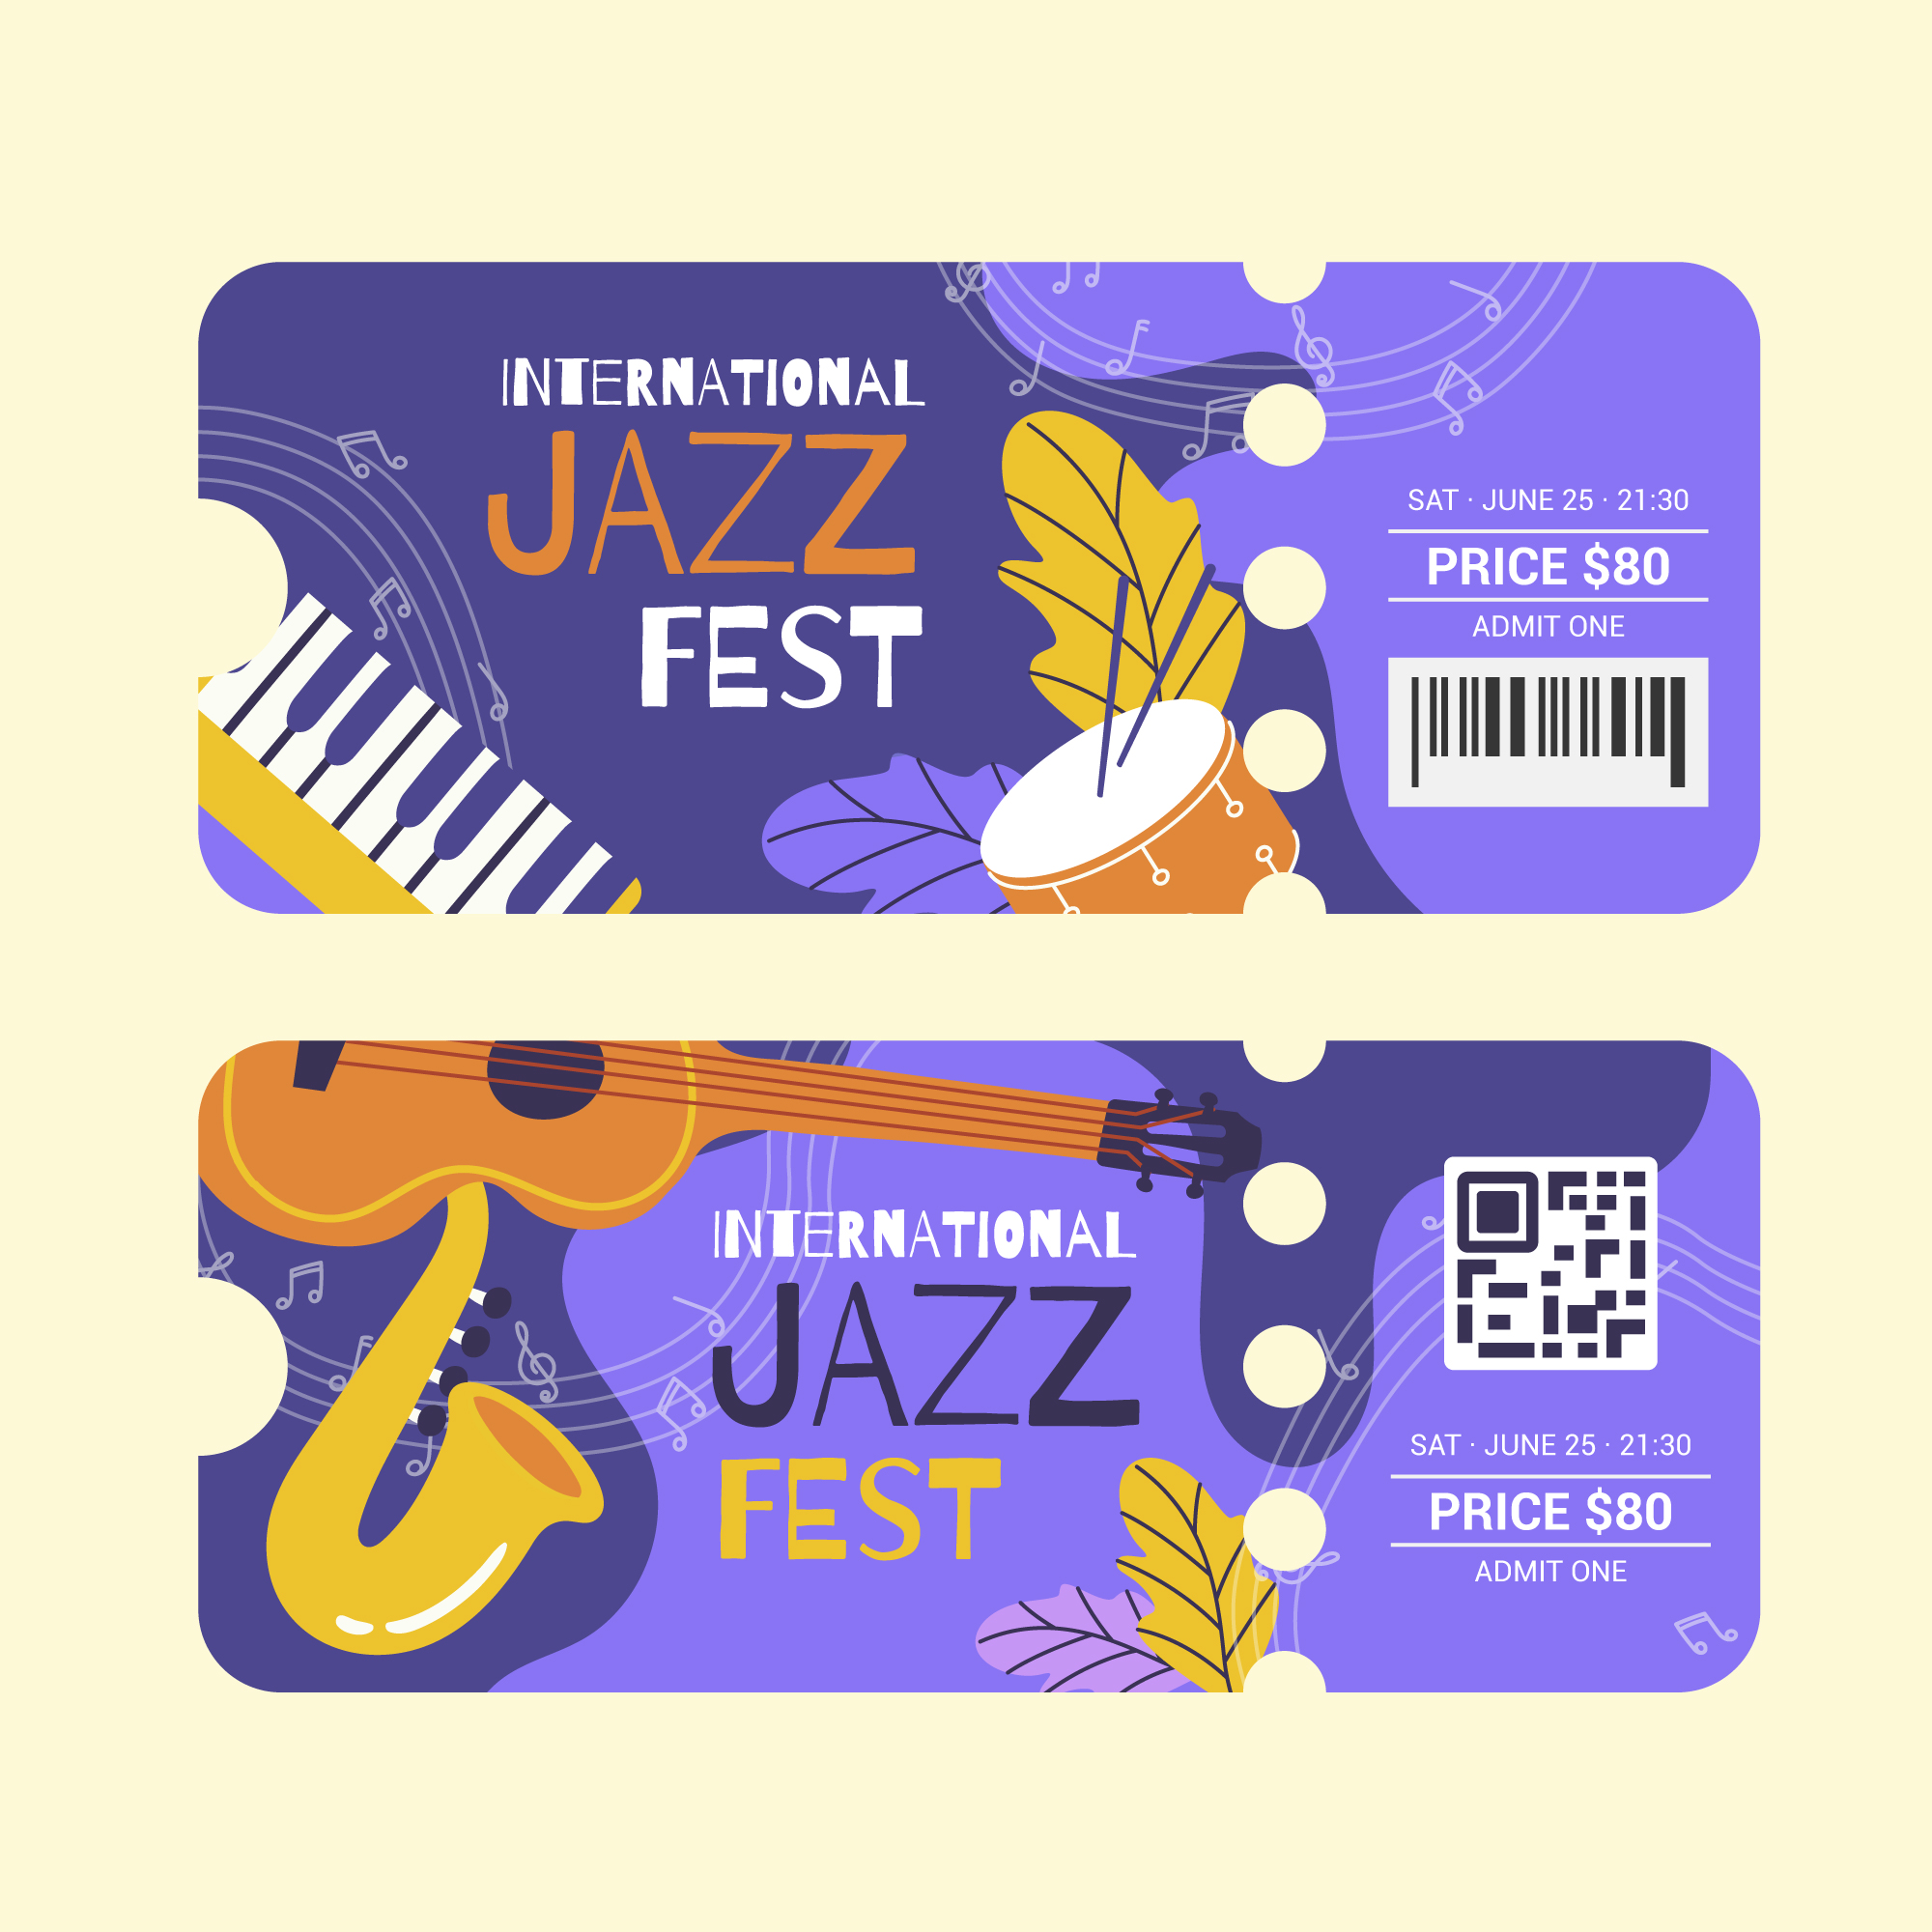 INTERNATIONAL
JAZZ
FEST
SAT · JUNE 25 · 21:30
PRICE $80
ADMIT ONE
INTERNATIONAL
JAZZ
FEST
SAT · JUNE 25 · 21:30
PRICE $80
ADMIT ONE